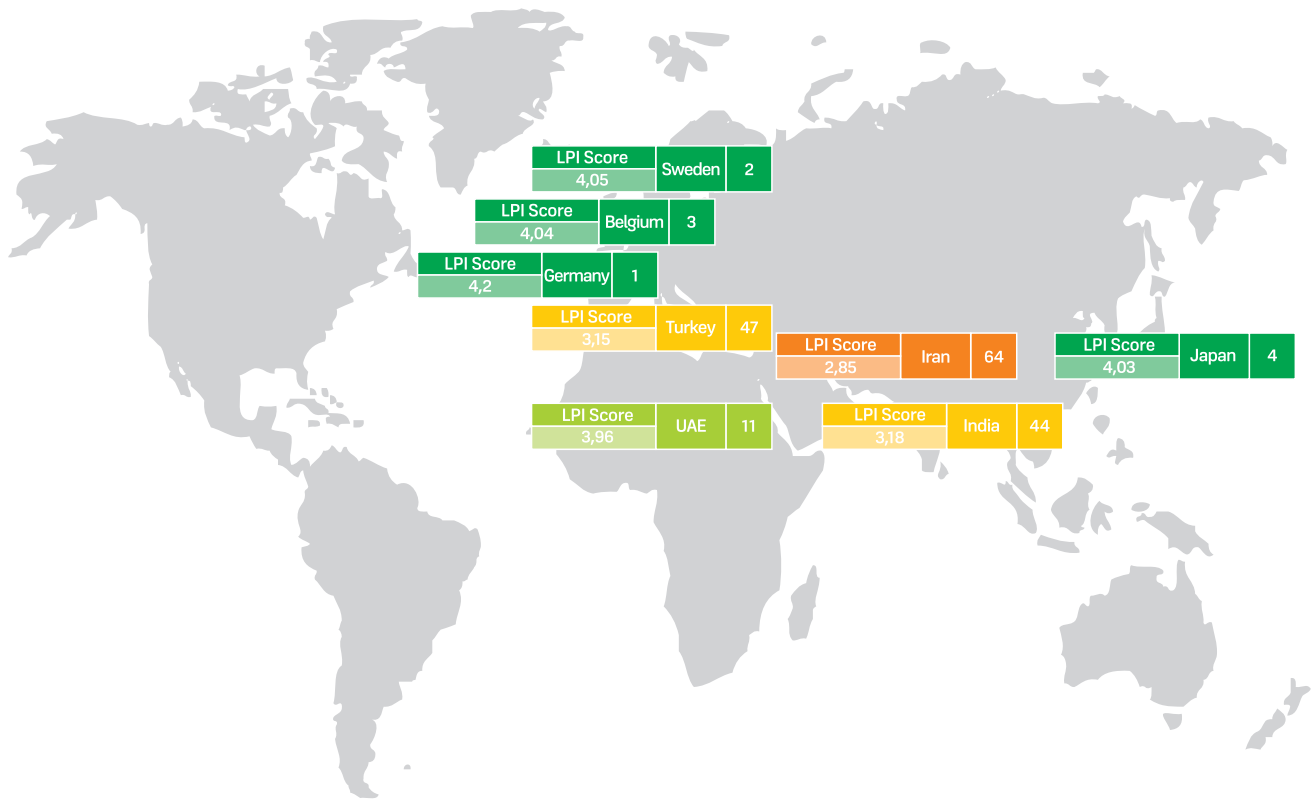 LPI Score
4,05
Sweden
2
LPI Score
4,04
Belgium
3
LPI Score
4,2
Germany
1
LPI Score
3,15
Turkey
47
LPI Score
2,85
Iran
64
LPI Score
4,03
Japan
4
LPI Score
3,96
UAE
11
LPI Score
3,18
India
44